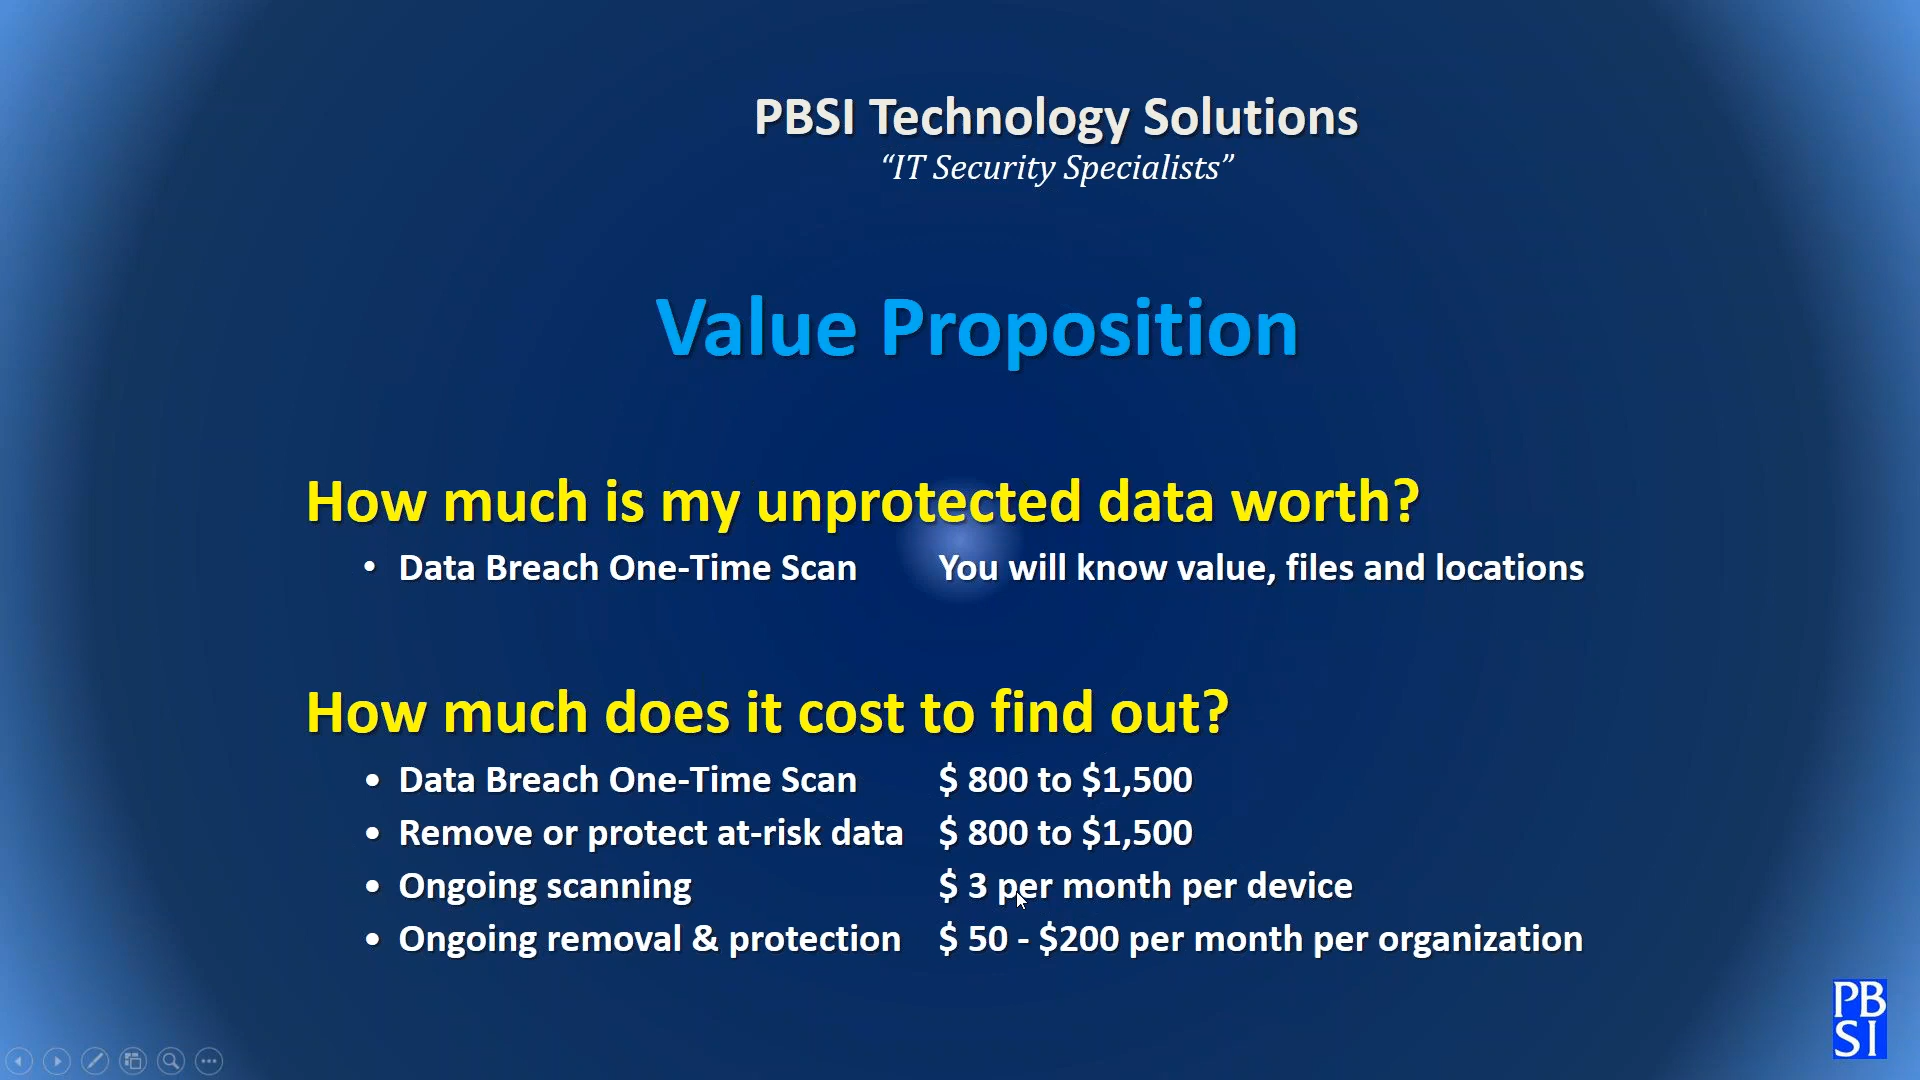 PBSI Technology Solutions
“IT Security Specialists”
Value Proposition
How much is my unprotected data worth?
• Data Breach One-Time Scan You will know value, files and locations
How much does it cost to find out?
• Data Breach One-Time Scan $ 800 to $1,500
• Remove or protect at-risk data $ 800 to $1,500
• Ongoing scanning $ 3 per month per device
• Ongoing removal & protection $ 50 - $200 per month per organization
PB
SI